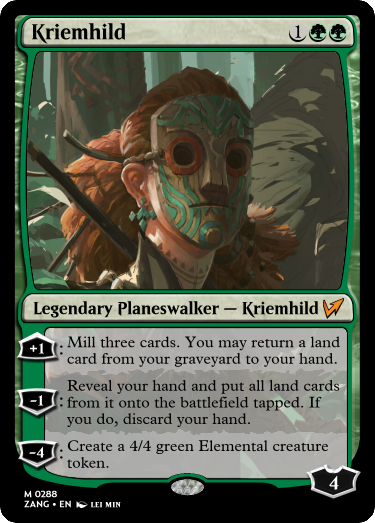 Kriemhild 1
Legendary Planeswalker — Kriemhild
+1: Mill three cards. You may return a land
card from your graveyard to your hand.
-1: Reveal your hand and put all land cards
from it onto the battlefield tapped. If
you do, discard your hand.
-4: Create a 4/4 green Elemental creature
token.
4
M 0288
ZANG • EN LEI MIN